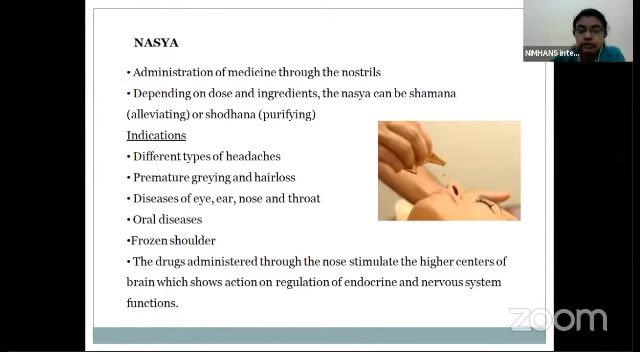 NASYA
NIMHANS inte...
• Administration of medicine through the nostrils
• Depending on dose and ingredients, the nasya can be shamana
(alleviating) or shodhana (purifying)
Indications
• Different types of headaches
• Premature greying and hairloss
• Diseases of eye, ear, nose and throat
• Oral diseases
•Frozen shoulder
• The drugs administered through the nose stimulate the higher centers of
brain which shows action on regulation of endocrine and nervous system
functions.
zoom